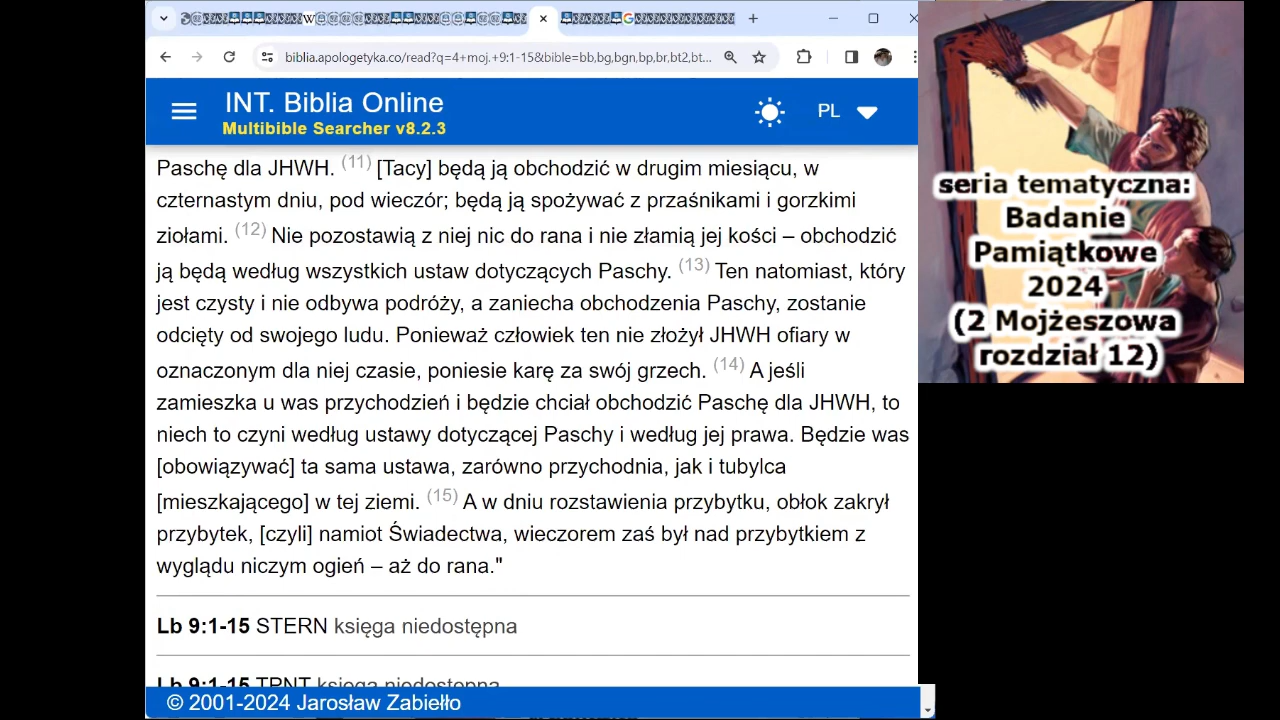 biblia.apologetyka.co/read?q=4+moj.+9:1-15&bible=bb,bg,bgn,bp,br,bt2,bt...
INT. Biblia Online
Multibible Searcher v8.2.3
PL
Paschę dla JHWH. (11) [Tacy] będą ją obchodzić w drugim miesiącu, w
czternastym dniu, pod wieczór; będą ją spożywać z przaśnikami i gorzkimi
ziołami. (12) Nie pozostawią z niej nic do rana i nie złamią jej kości – obchodzić
ją będą według wszystkich ustaw dotyczących Paschy. (13) Ten natomiast, który
jest czysty i nie odbywa podróży, a zaniecha obchodzenia Paschy, zostanie
odcięty od swojego ludu. Ponieważ człowiek ten nie złożył JHWH ofiary w
oznaczonym dla niej czasie, poniesie karę za swój grzech. (14) A jeśli
zamieszka u was przychodzień i będzie chciał obchodzić Paschę dla JHWH, to
niech to czyni według ustawy dotyczącej Paschy i według jej prawa. Będzie was
[obowiązywać] ta sama ustawa, zarówno przychodnia, jak i tubylca
[mieszkającego] w tej ziemi. (15) A w dniu rozstawienia przybytku, obłok zakrył
przybytek, [czyli] namiot Świadectwa, wieczorem zaś był nad przybytkiem z
wyglądu niczym ogień – aż do rana."
Lb 9:1-15 STERN księga niedostępna
Lb 9:1-15 TPNT księga niedostępna
© 2001-2024 Jarosław Zabiełło
seria tematyczna:
Badanie
Pamiątkowe
2024
(2 Mojżeszowa
rozdział 12)